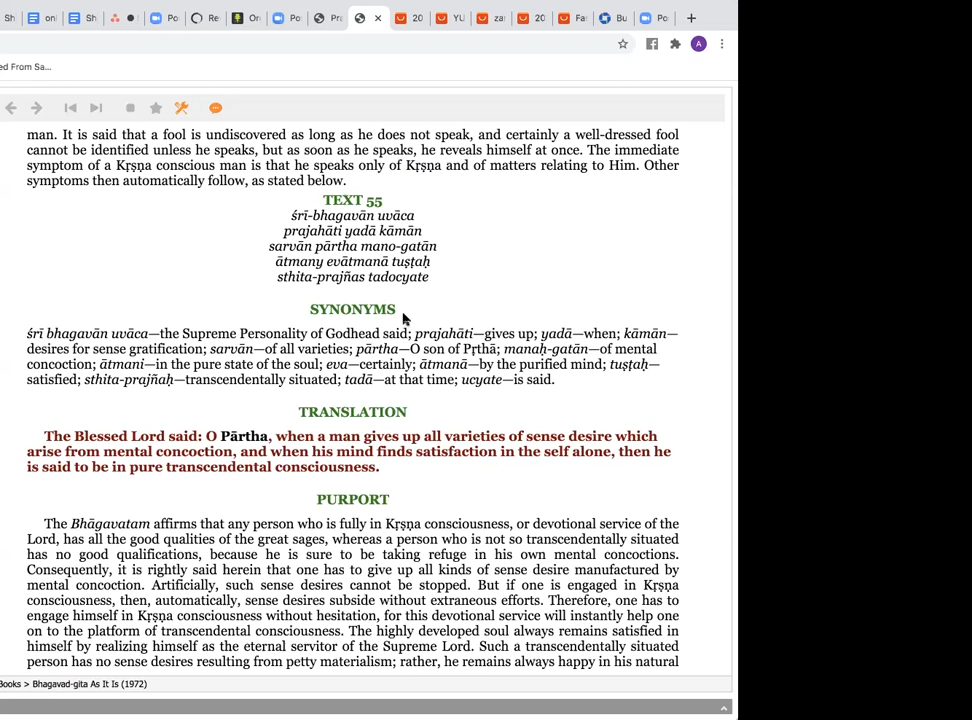 Sh on Sh Po Re Or Po Pra 20 YU za 20 Fa Bu Po
A
ed From Sa...
man. It is said that a fool is undiscovered as long as he does not speak, and certainly a well-dressed fool
cannot be identified unless he speaks, but as soon as he speaks, he reveals himself at once. The immediate
symptom of a Kṛṣṇa conscious man is that he speaks only of Kṛṣṇa and of matters relating to Him. Other
symptoms then automatically follow, as stated below.
TEXT 55
śrī-bhagavān uvāca
prajahāti yadā kāmān
sarvān pārtha mano-gatān
ātmany evātmanā tuṣṭaḥ
sthita-prajñas tadocyate
SYNONYMS
śrī bhagavān uvāca—the Supreme Personality of Godhead said; prajahāti—gives up; yadā—when; kāmān—
desires for sense gratification; sarvān—of all varieties; pārtha—O son of Pṛthā; manaḥ-gatān—of mental
concoction; ātmani—in the pure state of the soul; eva—certainly; ātmanā—by the purified mind; tuṣṭaḥ—
satisfied; sthita-prajñaḥ—transcendentally situated; tadā—at that time; ucyate—is said.
TRANSLATION
The Blessed Lord said: O Pārtha, when a man gives up all varieties of sense desire which
arise from mental concoction, and when his mind finds satisfaction in the self alone, then he
is said to be in pure transcendental consciousness.
PURPORT
The Bhāgavatam affirms that any person who is fully in Kṛṣṇa consciousness, or devotional service of the
Lord, has all the good qualities of the great sages, whereas a person who is not so transcendentally situated
has no good qualifications, because he is sure to be taking refuge in his own mental concoctions.
Consequently, it is rightly said herein that one has to give up all kinds of sense desire manufactured by
mental concoction. Artificially, such sense desires cannot be stopped. But if one is engaged in Kṛṣṇa
consciousness, then, automatically, sense desires subside without extraneous efforts. Therefore, one has to
engage himself in Kṛṣṇa consciousness without hesitation, for this devotional service will instantly help one
on to the platform of transcendental consciousness. The highly developed soul always remains satisfied in
himself by realizing himself as the eternal servitor of the Supreme Lord. Such a transcendentally situated
person has no sense desires resulting from petty materialism; rather, he remains always happy in his natural
Books > Bhagavad-gita As It Is (1972)